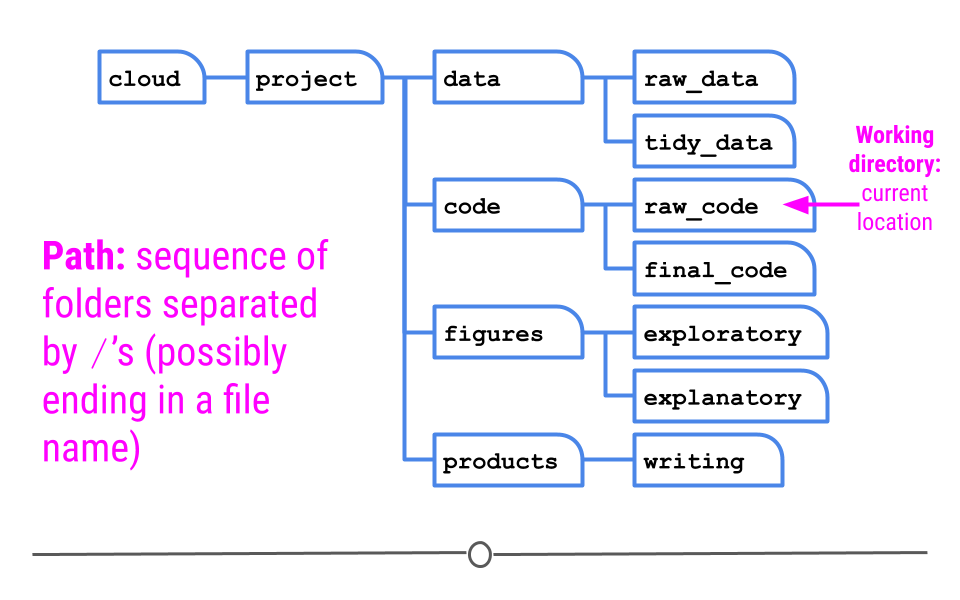 cloud
project
data
raw_data
tidy_data
code
raw_code
final_code
figures
exploratory
explanatory
products
writing
Working
directory:
current
location
Path: sequence of
folders separated
by /’s (possibly
ending in a file
name)